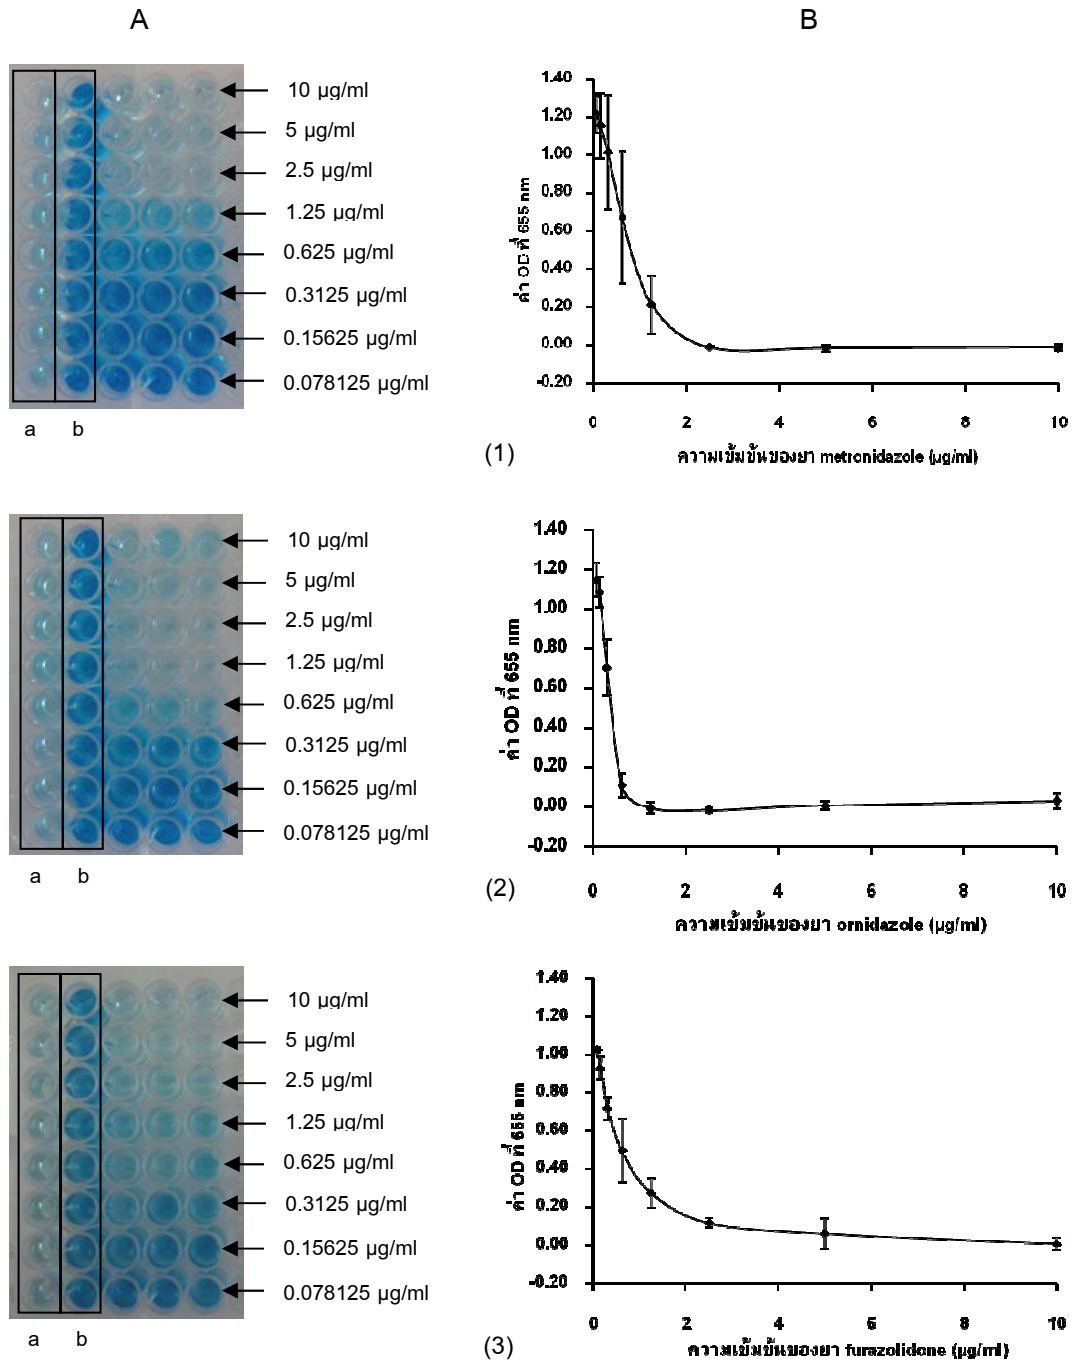 A
B
10 µg/ml
5 µg/ml
2.5 µg/ml
1.25 µg/ml
0.625 µg/ml
0.3125 µg/ml
0.15625 µg/ml
0.078125 µg/ml
a b
(1)
ค่า OD ที่ 655 nm
1.40
1.20
1.00
0.80
0.60
0.40
0.20
0.00
-0.20
0 2 4 6 8 10
ความเข้มข้นของยา metronidazole (µg/ml)
10 µg/ml
5 µg/ml
2.5 µg/ml
1.25 µg/ml
0.625 µg/ml
0.3125 µg/ml
0.15625 µg/ml
0.078125 µg/ml
a b
(2)
ค่า OD ที่ 655 nm
1.40
1.20
1.00
0.80
0.60
0.40
0.20
0.00
-0.20
0 2 4 6 8 10
ความเข้มข้นของยา ornidazole (µg/ml)
10 µg/ml
5 µg/ml
2.5 µg/ml
1.25 µg/ml
0.625 µg/ml
0.3125 µg/ml
0.15625 µg/ml
0.078125 µg/ml
a b
(3)
ค่า OD ที่ 655 nm
1.40
1.20
1.00
0.80
0.60
0.40
0.20
0.00
-0.20
0 2 4 6 8 10
ความเข้มข้นของยา furazolidone (µg/ml)